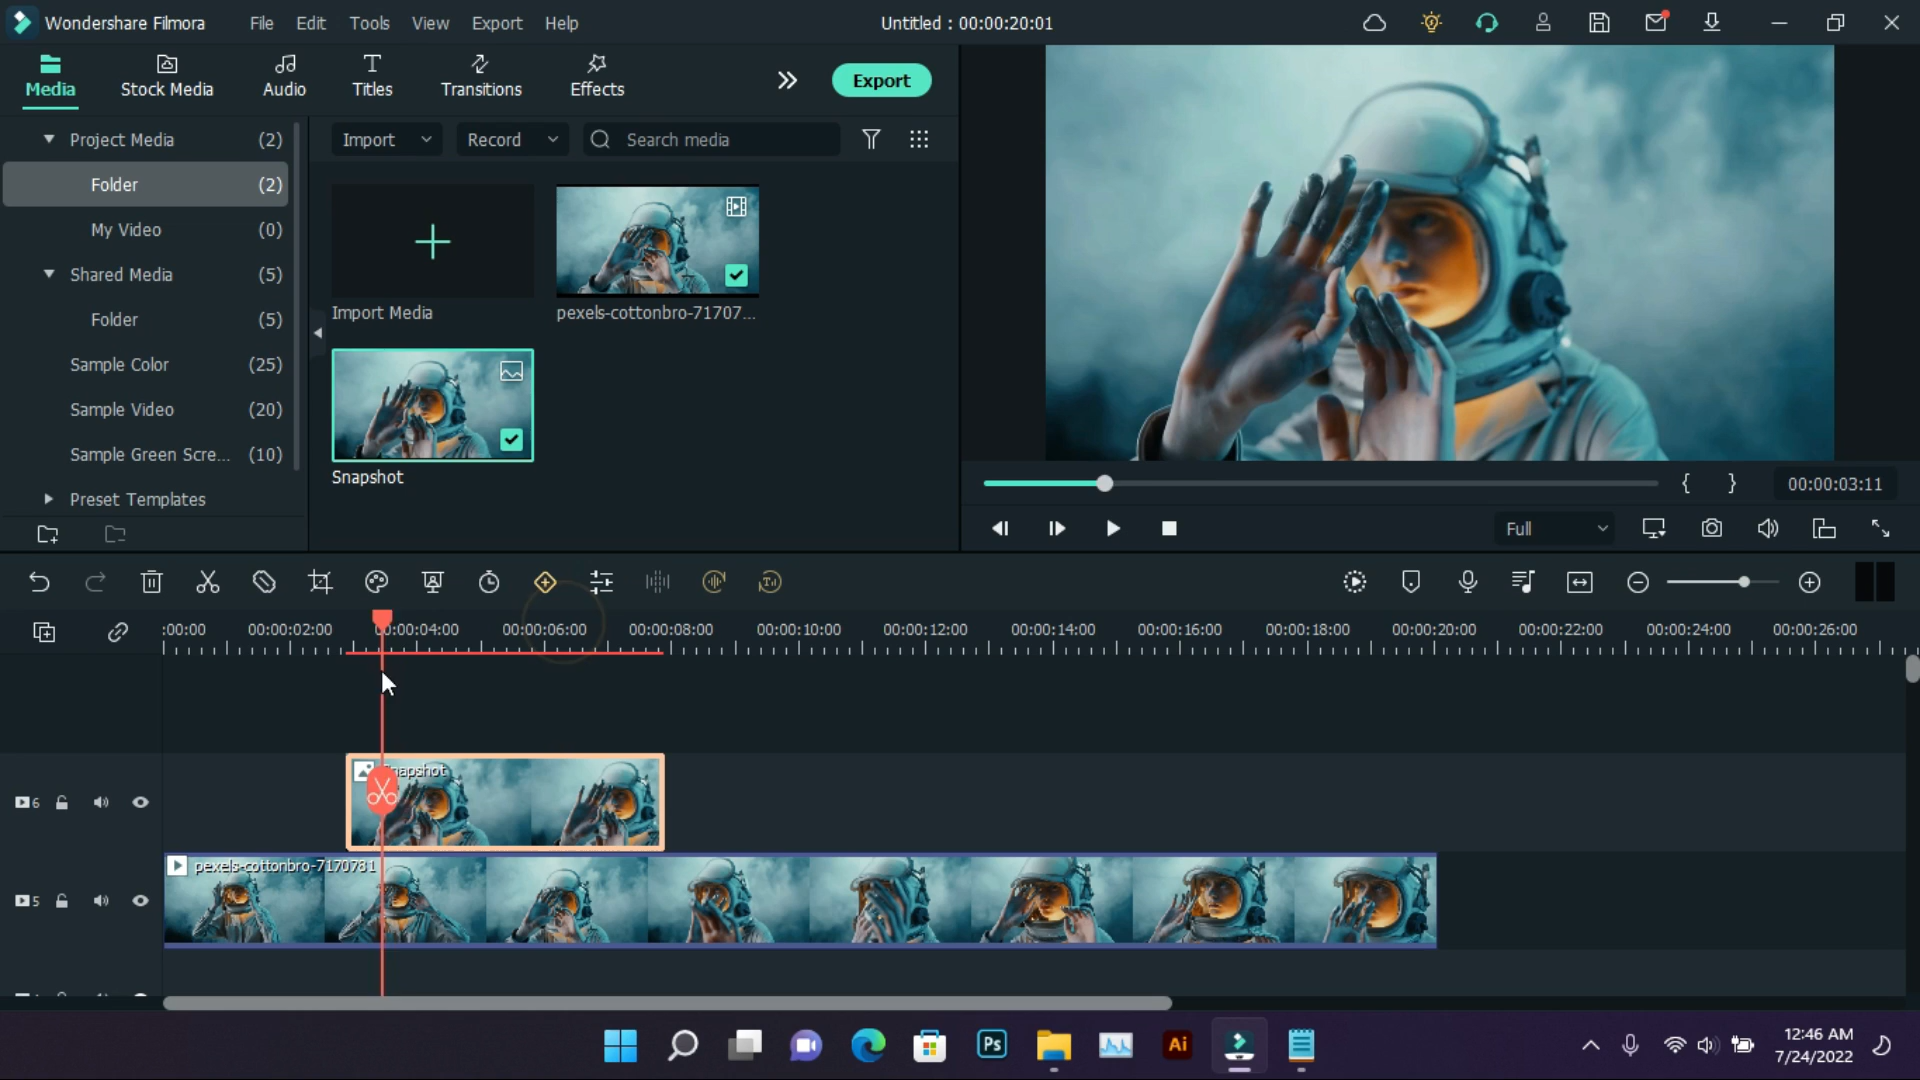 Wondershare Filmora File Edit Tools View Export Help Untitled : 00:00:20:01
Media Stock Media Audio Titles Transitions Effects Export
Project Media (2) Import Record Search media
Folder (2)
My Video (0)
Shared Media (5)
Folder (5)
Import Media pexels-cottonbro-71707...
Sample Color (25)
Sample Video (20)
Sample Green Scre... (10)
Snapshot
Preset Templates
00:00:03:11
Full
:00:00 00:00:02:00 00:00:04:00 00:00:06:00 00:00:08:00 00:00:10:00 00:00:12:00 00:00:14:00 00:00:16:00 00:00:18:00 00:00:20:00 00:00:22:00 00:00:24:00 00:00:26:00
Snapshot
6
pexels-cottonbro-7170781
5
Ps Ai
12:46 AM
7/24/2022